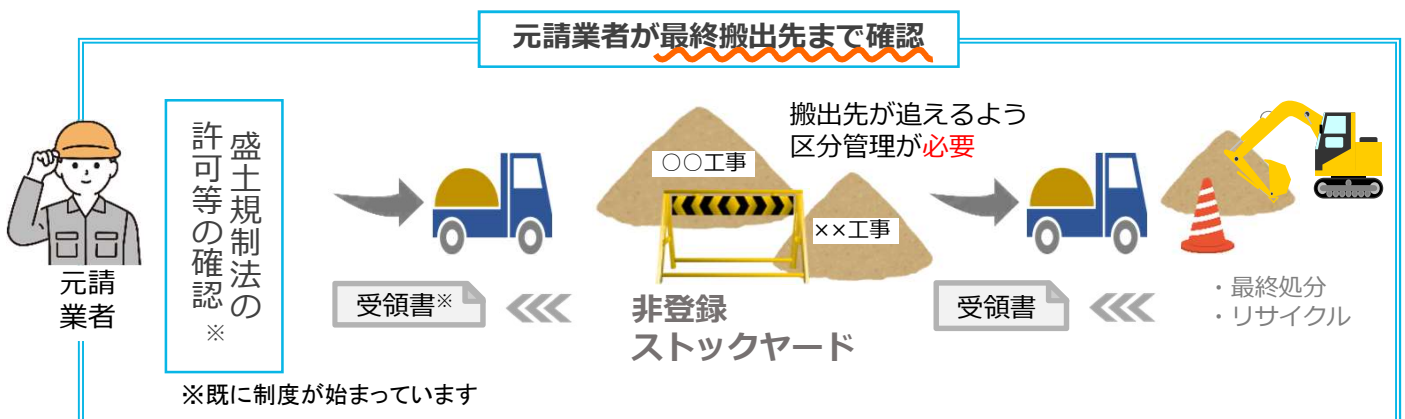 元請業者が最終搬出先まで確認
元請
業者
盛土規制法の
許可等の確認※
搬出先が追えるよう
区分管理が必要
○○工事
××工事
受領書※
非登録
ストックヤード
受領書
・最終処分
・リサイクル
※既に制度が始まっています